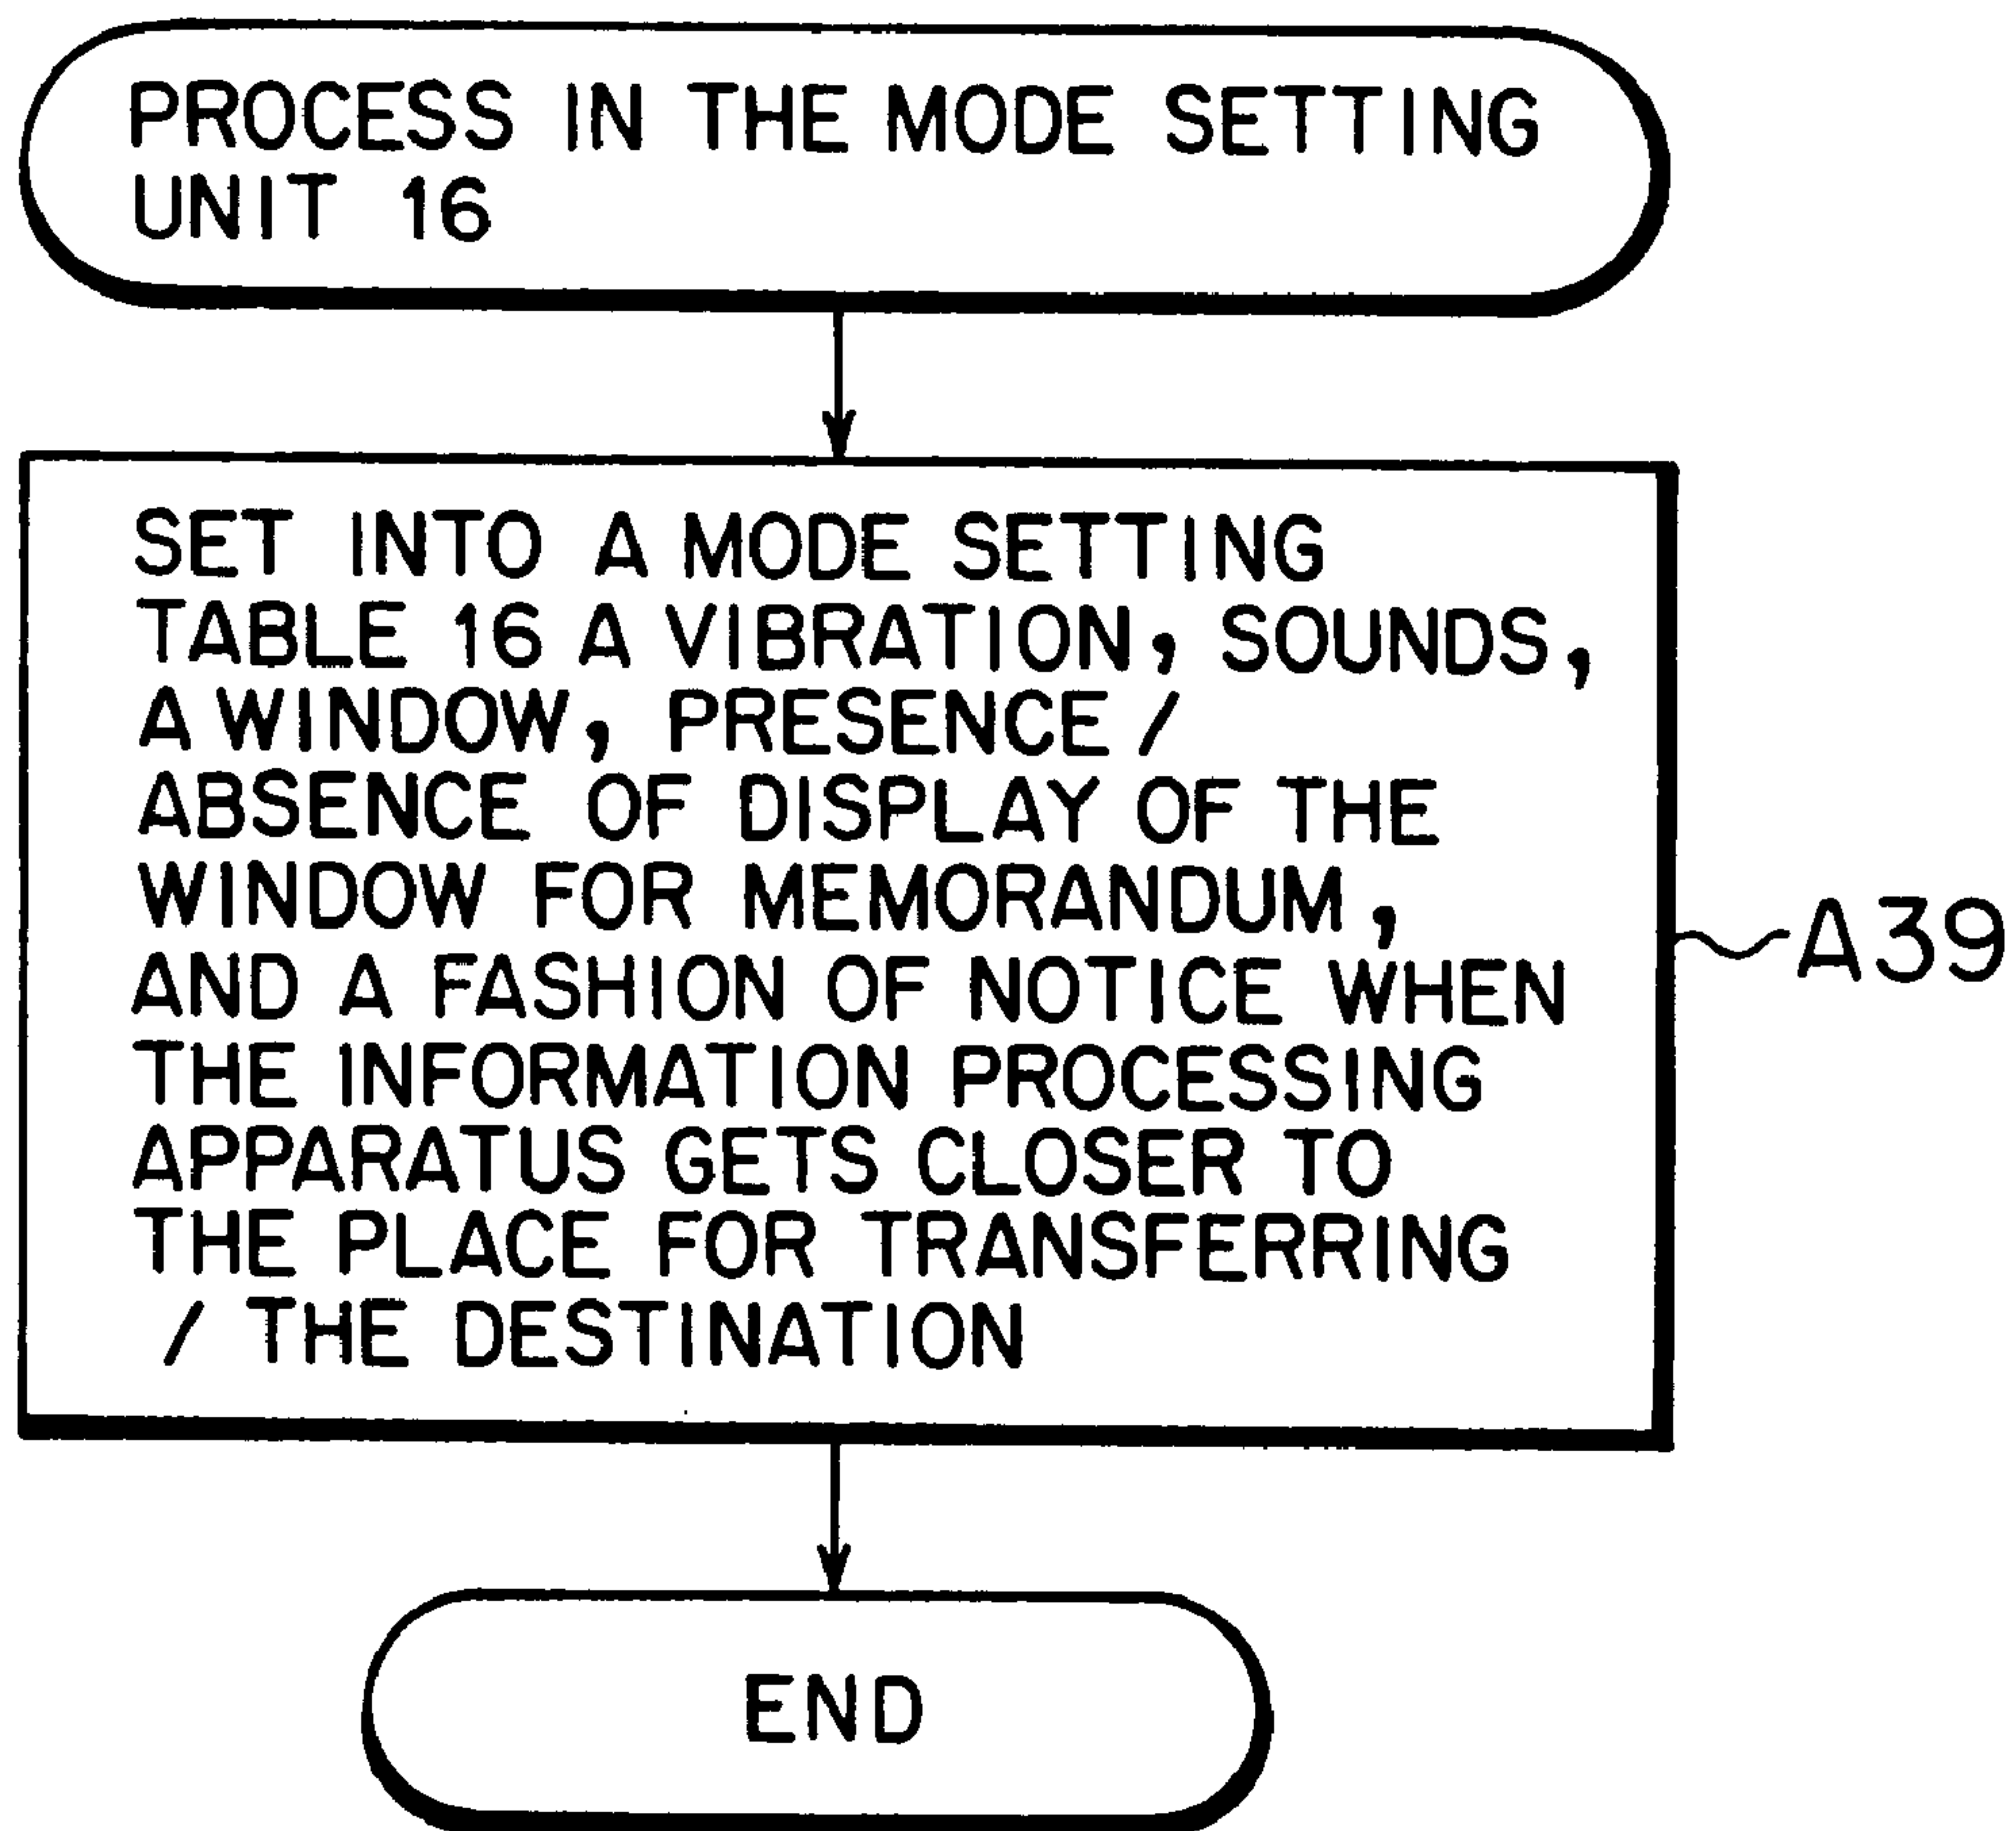 PROCESS IN THE MODE SETTING
UNIT 16
SET INTO A MODE SETTING
TABLE 16 A VIBRATION, SOUNDS,
A WINDOW, PRESENCE /
ABSENCE OF DISPLAY OF THE
WINDOW FOR MEMORANDUM,
AND A FASHION OF NOTICE WHEN
THE INFORMATION PROCESSING
APPARATUS GETS CLOSER TO
THE PLACE FOR TRANSFERRING
/ THE DESTINATION
A39
END